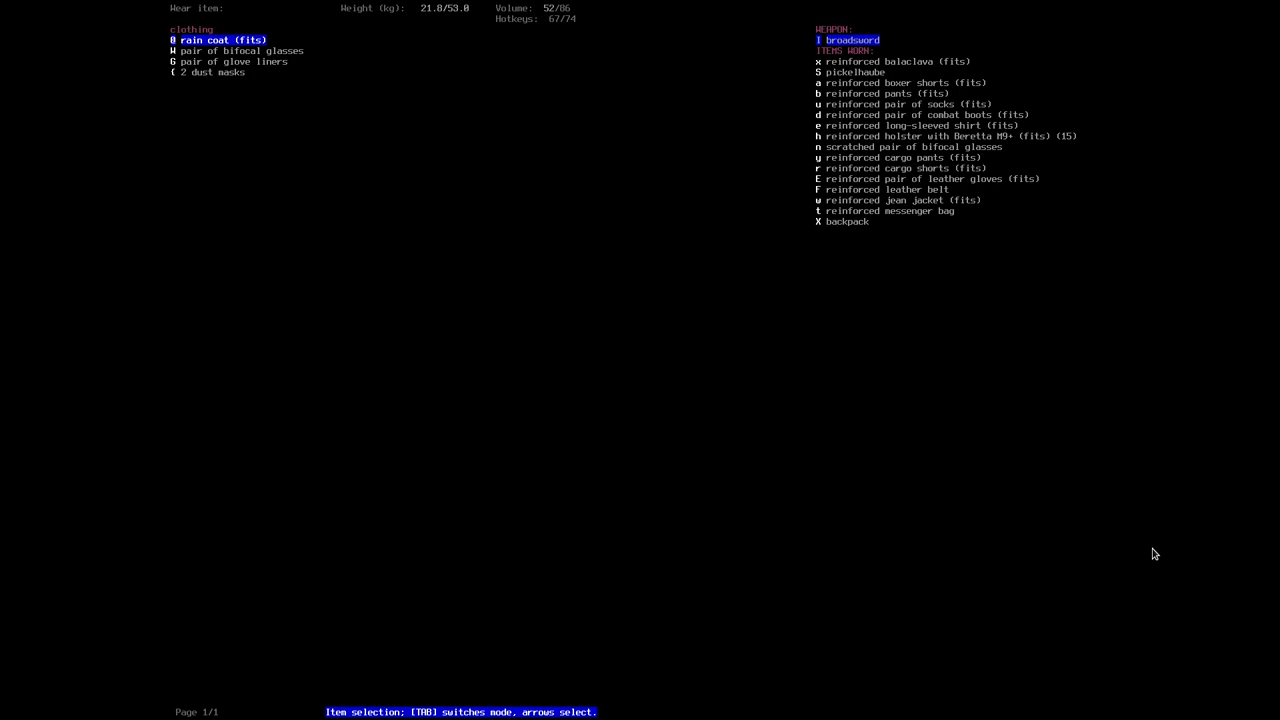 Wear item: Weight (kg): 21.8/53.0 Volume: 52/86
Hotkeys: 67/74
clothing
@ rain coat (fits)
W pair of bifocal glasses
G pair of glove liners
{ 2 dust masks
WEAPON:
I broadsword
ITEMS WORN:
x reinforced balaclava (fits)
S pickelhaube
a reinforced boxer shorts (fits)
b reinforced pants (fits)
u reinforced pair of socks (fits)
d reinforced pair of combat boots (fits)
e reinforced long-sleeved shirt (fits)
h reinforced holster with Beretta M9+ (fits) (15)
n scratched pair of bifocal glasses
y reinforced cargo pants (fits)
r reinforced cargo shorts (fits)
E reinforced pair of leather gloves (fits)
F reinforced leather belt
w reinforced jean jacket (fits)
t reinforced messenger bag
X backpack
Page 1/1 Item selection; [TAB] switches mode, arrows select.